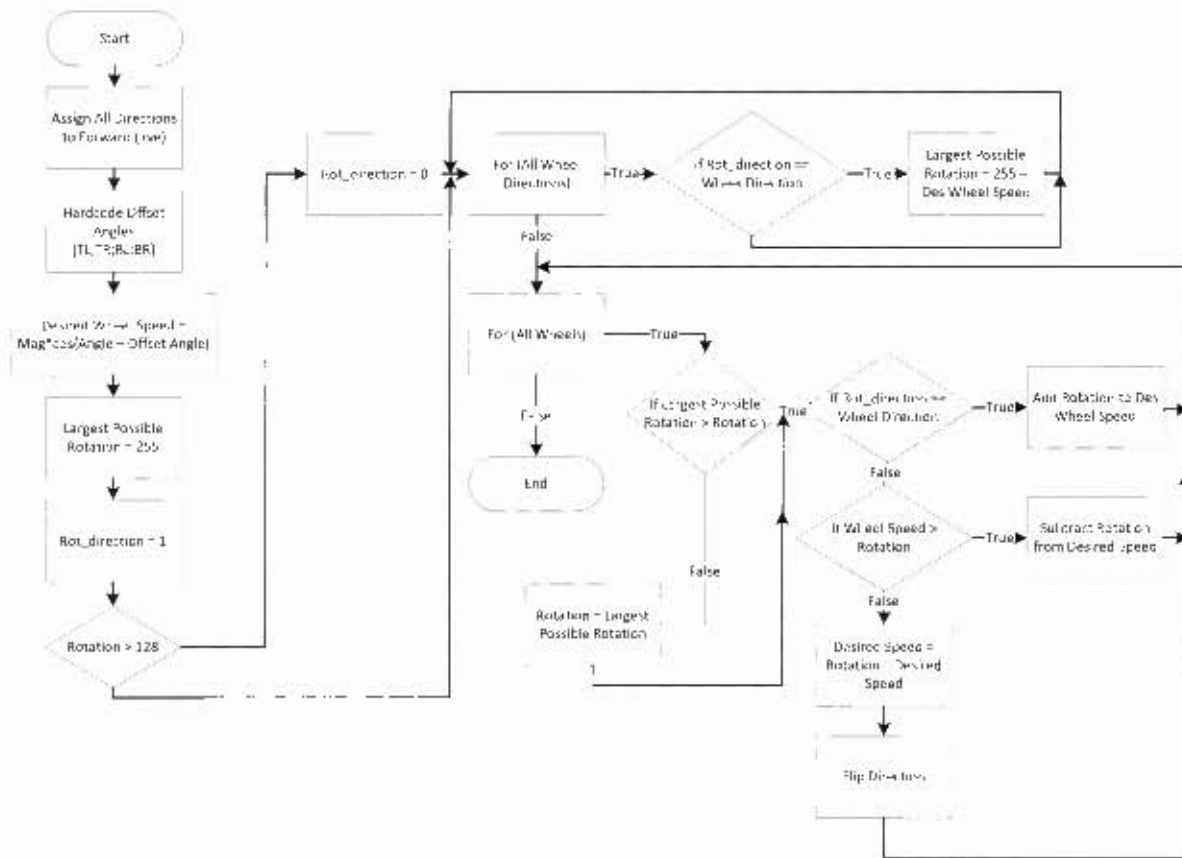 Start
Assign All Directions
to Forward (
Hardcode Offset
Angles
[TL;TR;BL;BR]
Desired Wheel Speed =
Mag*cos(Angle – Offset Angle)
Largest Possible
Rotation = 255
Rot_direction = 1
Rotation > 128
Rot_direction = 0
For (All Wheel
Directions)
True
If Rot_direction ==
Wheel Direction
True
Largest Possible
Rotation = 255 –
Des Wheel Speed
False
For (All Wheels)
True
False
End
If Largest Possible
Rotation > Rotation
True
False
Rotation = Largest
Possible Rotation
If Rot_direction ==
Wheel Direction
True
Add Rotation to Des
Wheel Speed
False
If Wheel Speed >
Rotation
True
Subtract Rotation
from Desired Speed
False
Desired Speed =
Rotation – Desired
Speed
Flip Direction